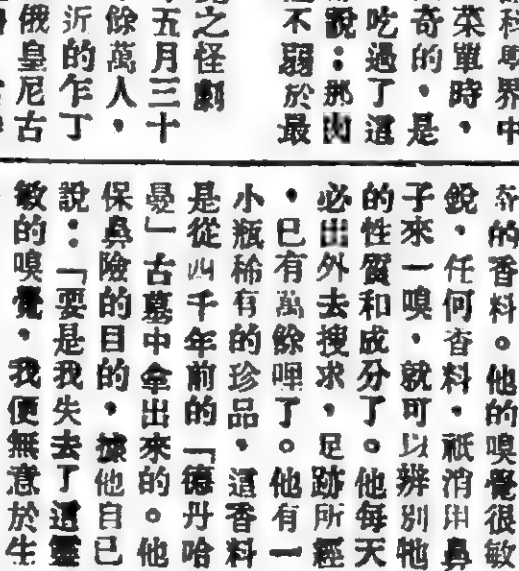 科專界中
菜單時，
奇的，是
吃過了這
說：那肉
不弱於最
之怪劇
五月三十
餘萬人，
近的乍丁
俄皇尼古
奇的香料。他的嗅覺很敏
銳，任何香料，祇消用鼻
子來一嗅，就可以辨別牠
的性質和成分了。他每天
必出外去搜求，足跡所經
，已有萬餘哩了。他有一
小瓶稀有的珍品，這香料
是從四千年前的「德丹哈
曼」古墓中拿出來的。他
保鼻險的目的，據他自己
說：「要是我失去了這靈
敏的嗅覺，我便無意於生